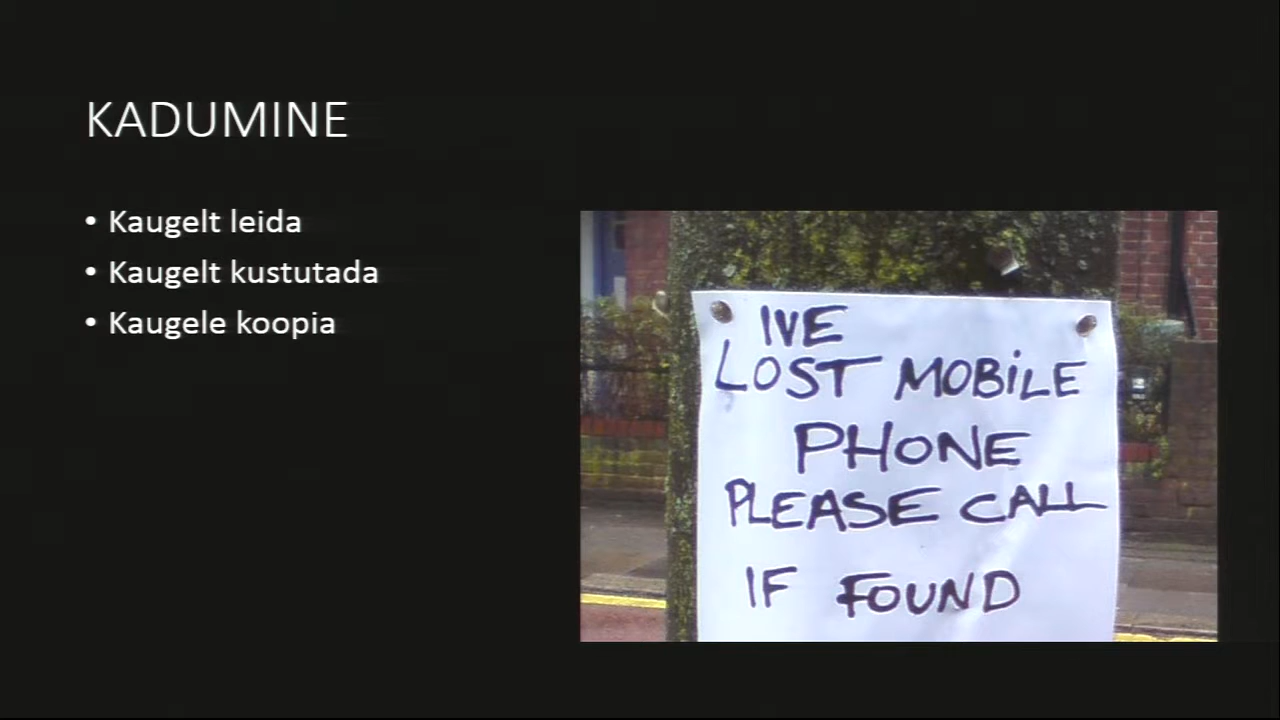 KADUMINE
• Kaugelt leida
• Kaugelt kustutada
• Kaugele koopia
IVE
LOST MOBiLE
PHONE
PLEASE CALL
IF FOUND